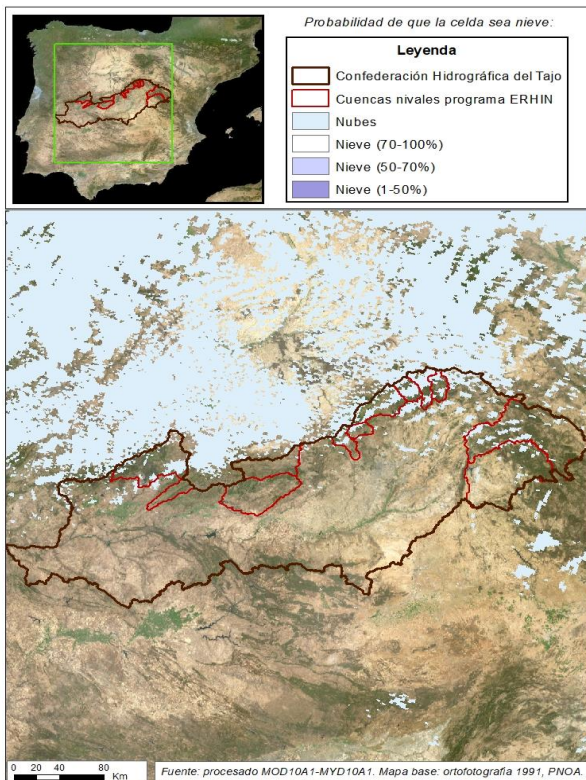 Probabilidad de que la celda sea nieve:
Leyenda
Confederación Hidrográfica del Tajo
Cuencas nivales programa ERHIN
Nubes
Nieve (70-100%)
Nieve (50-70%)
Nieve (1-50%)
0 20 40 80
Km
Fuente: procesado MOD10A1-MYD10A1. Mapa base: ortofotografía 1991, PNOA.